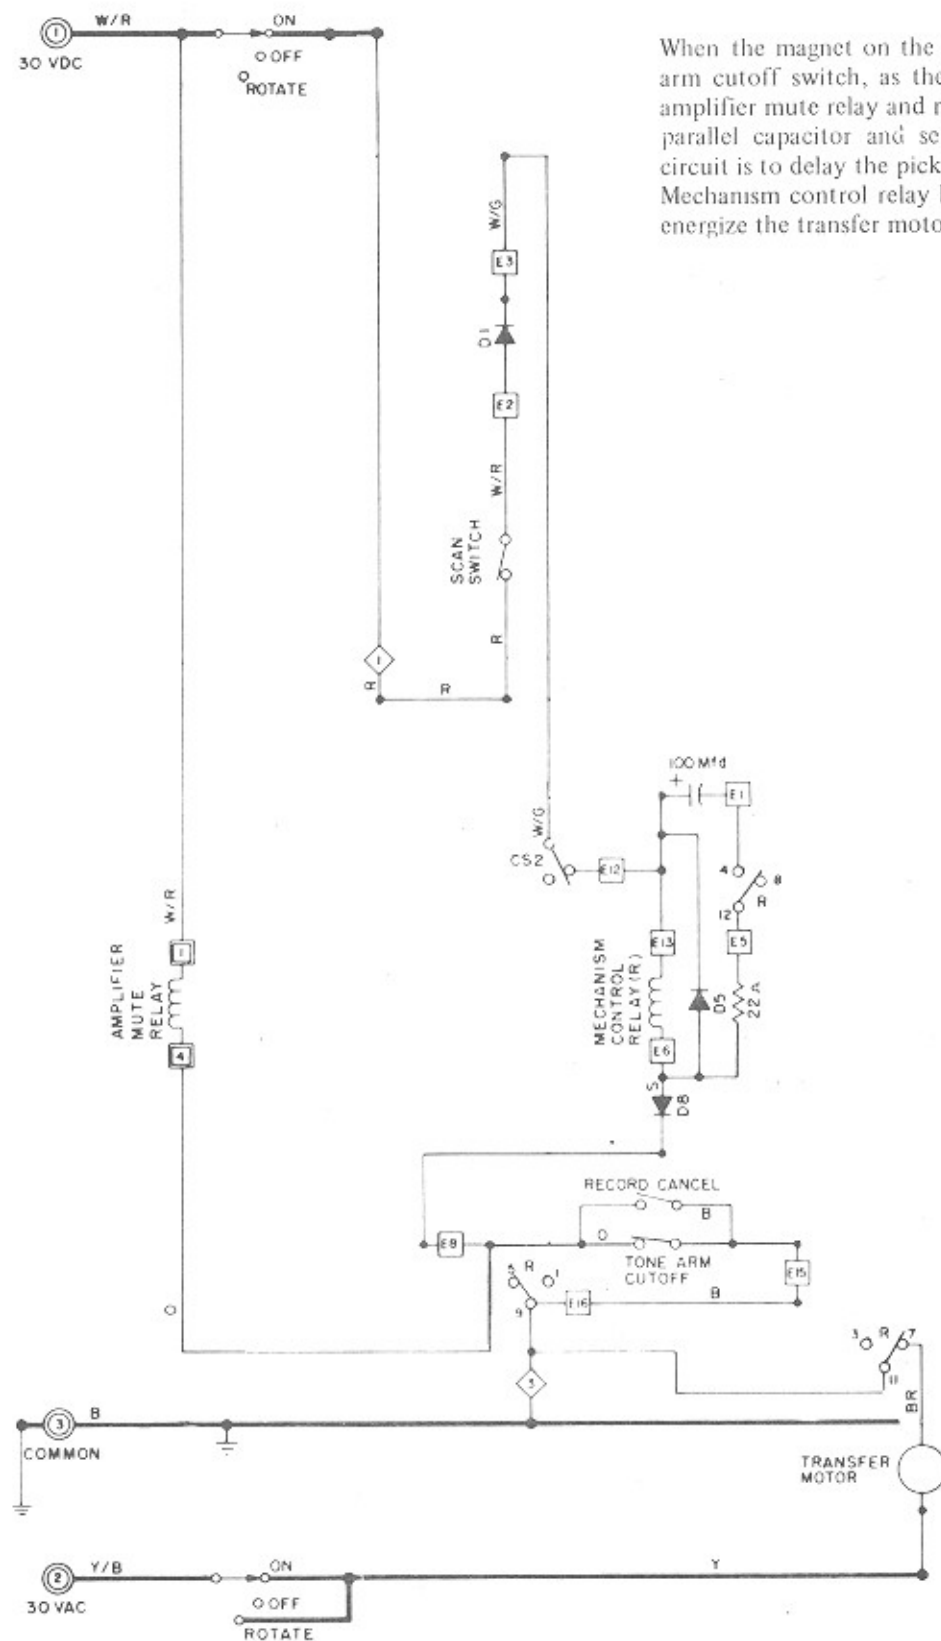 When the magnet on the
arm cutoff switch, as the
amplifier mute relay and
parallel capacitor and se
circuit is to delay the pick
Mechanism control relay
energize the transfer moto
1
W/R
ON
30 VDC
OFF
ROTATE
W/G
E3
D1
E2
W/R
SCAN
SWITCH
R
1
R
R
100 Mfd
+
E1
W/G
CS2
E12
4
8
12
R
W/R
AMPLIFIER
MUTE
RELAY
1
4
E13
E5
MECHANISM
CONTROL
RELAY (R)
D5
22 Ω
E6
S
D8
RECORD CANCEL
B
E8
O
TONE ARM
CUTOFF
E15
R
1
9
E16
B
O
3
R
7
11
BR
3
B
COMMON
TRANSFER
MOTOR
2
Y/B
ON
Y
30 VAC
OFF
ROTATE